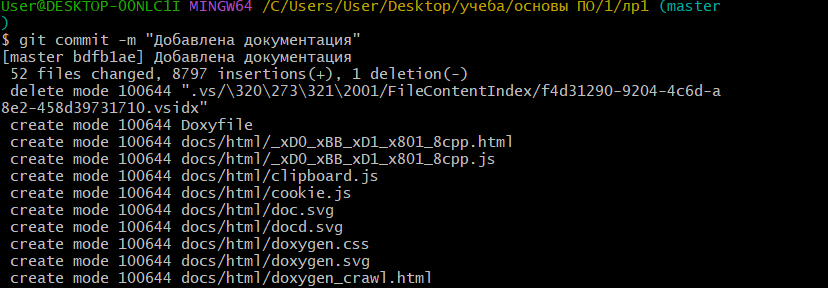 User@DESKTOP-OONLC1I MINGW64 /C/Users/User/Desktop/учеба/основы ПО/1/лр1 (master
)
$ git commit -m "Добавлена документация"
[master bdfb1ae] Добавлена документация
 52 files changed, 8797 insertions(+), 1 deletion(-)
 delete mode 100644 ".vs/\320\273\321\2001/FileContentIndex/f4d31290-9204-4c6d-a
8e2-458d39731710.vsidx"
 create mode 100644 Doxyfile
 create mode 100644 docs/html/_xD0_xBB_xD1_x801_8cpp.html
 create mode 100644 docs/html/_xD0_xBB_xD1_x801_8cpp.js
 create mode 100644 docs/html/clipboard.js
 create mode 100644 docs/html/cookie.js
 create mode 100644 docs/html/doc.svg
 create mode 100644 docs/html/docd.svg
 create mode 100644 docs/html/doxygen.css
 create mode 100644 docs/html/doxygen.svg
 create mode 100644 docs/html/doxygen_crawl.html